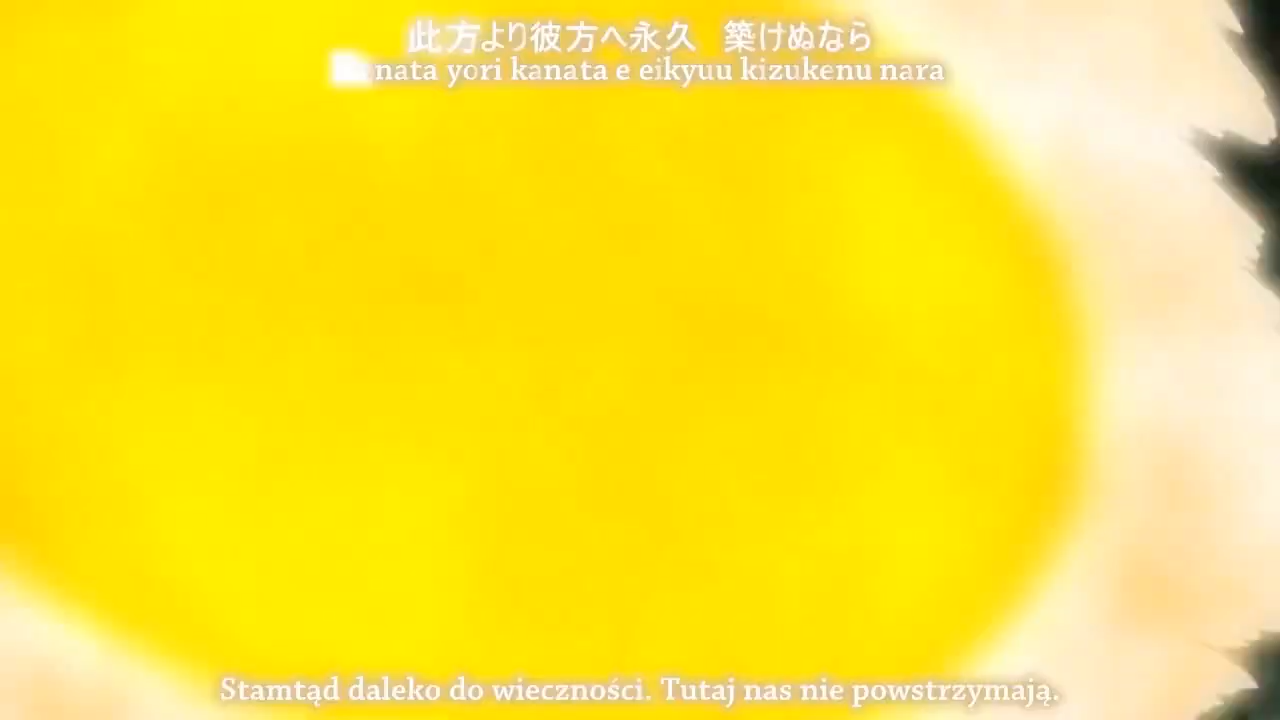 此方より彼方へ永久　築けぬなら
nata yori kanata e eikyuu kizukenu nara
Stamtąd daleko do wieczności. Tutaj nas nie powstrzymają.